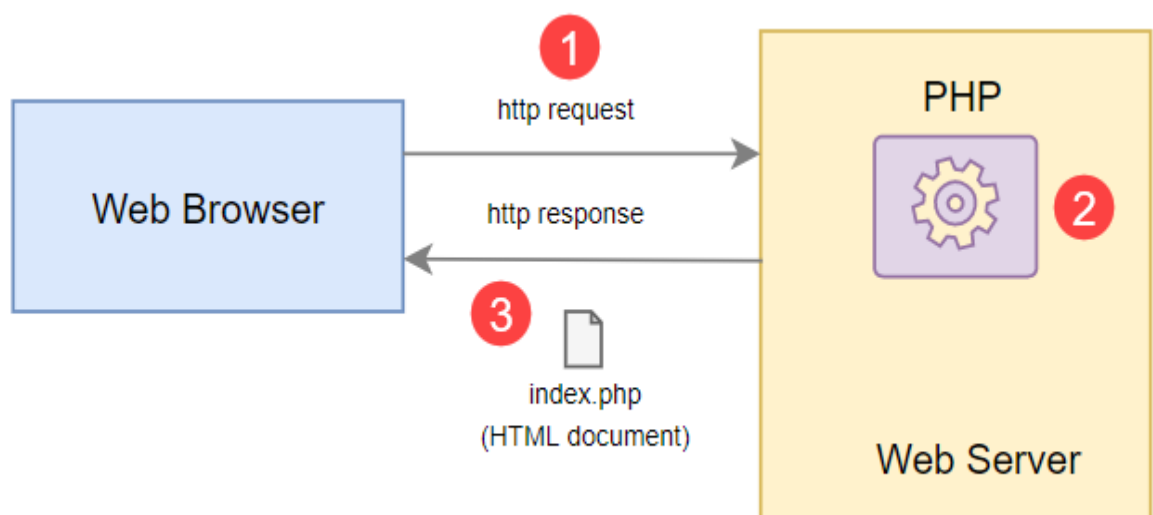 1
http request
PHP
Web Browser
2
http response
3
index.php
(HTML document)
Web Server